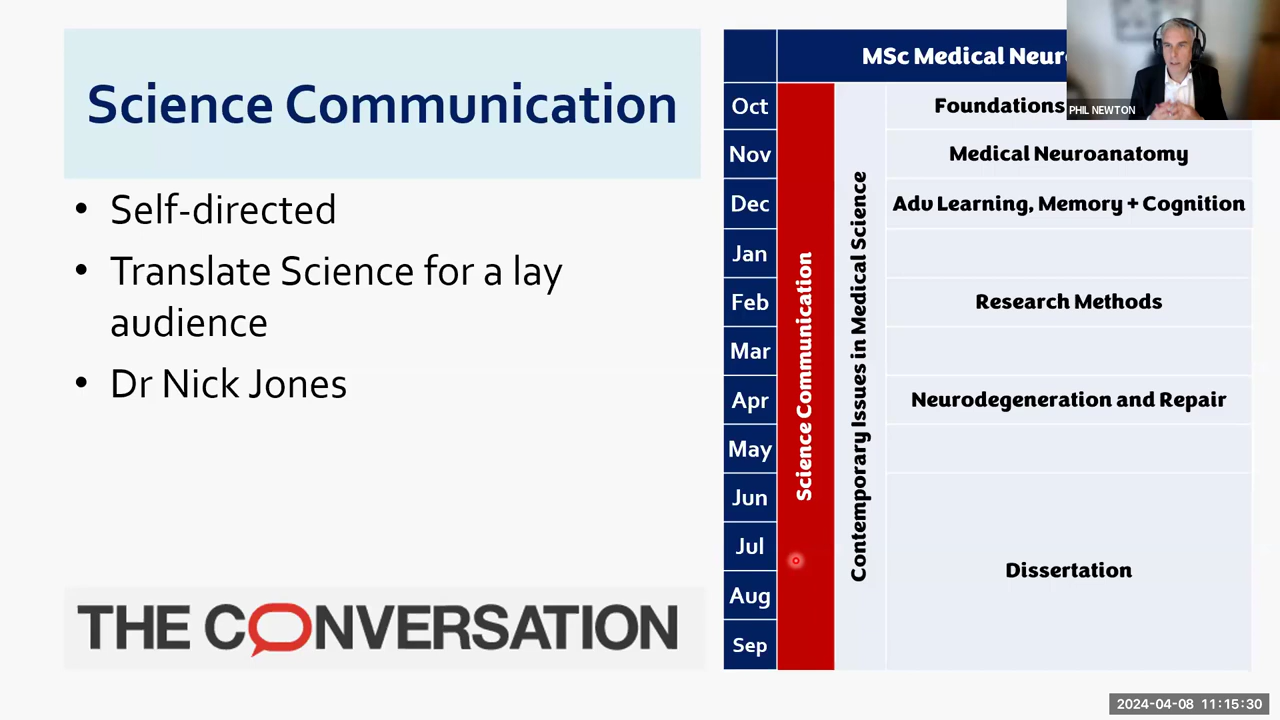 Science Communication
• Self-directed
• Translate Science for a lay
audience
• Dr Nick Jones
THE CONVERSATION
MSc Medical Neur
PHIL NEWTON
Oct
Foundations
Nov
Medical Neuroanatomy
Dec
Adv Learning, Memory + Cognition
Jan
Feb
Research Methods
Mar
Apr
Neurodegeneration and Repair
May
Jun
Jul
Aug
Sep
Dissertation
Science Communication
Contemporary Issues in Medical Science
2024-04-08 11:15:30